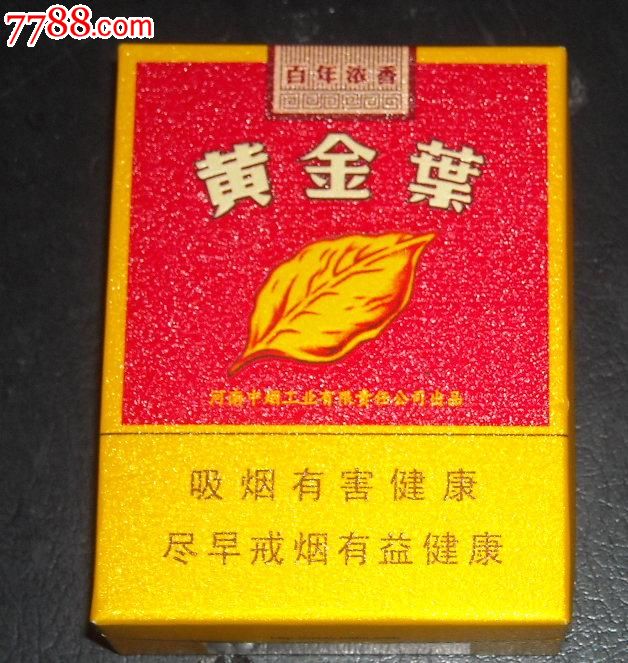 7788.com
百年浓香
黄金葉
河南中烟工业有限责任公司出品
吸烟有害健康
尽早戒烟有益健康